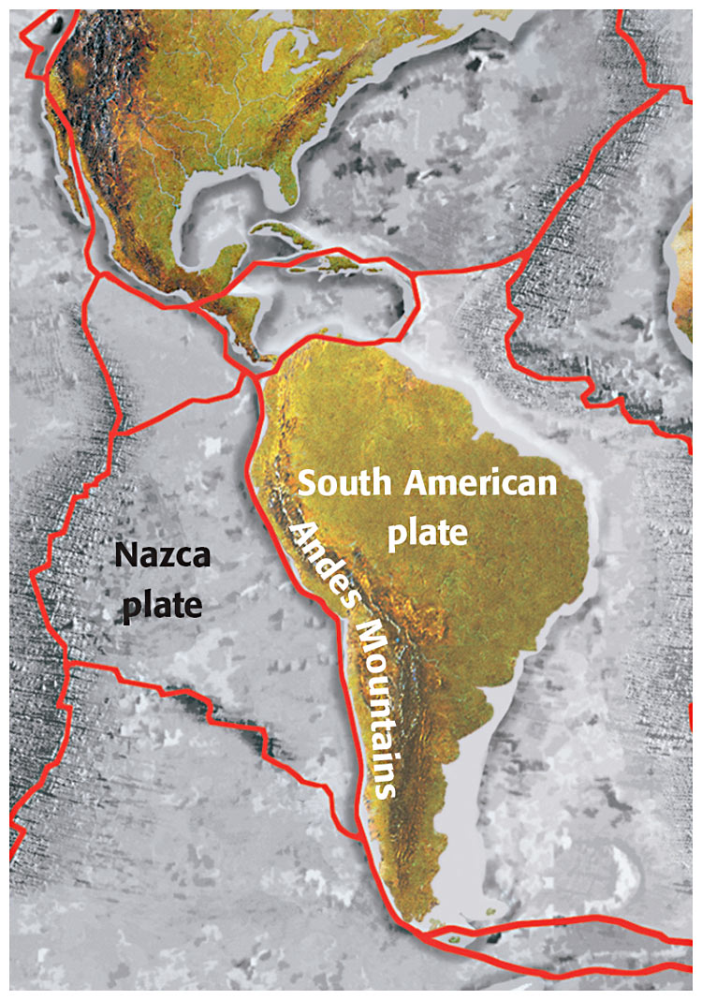 South American
plate
Nazca
plate
Andes Mountains